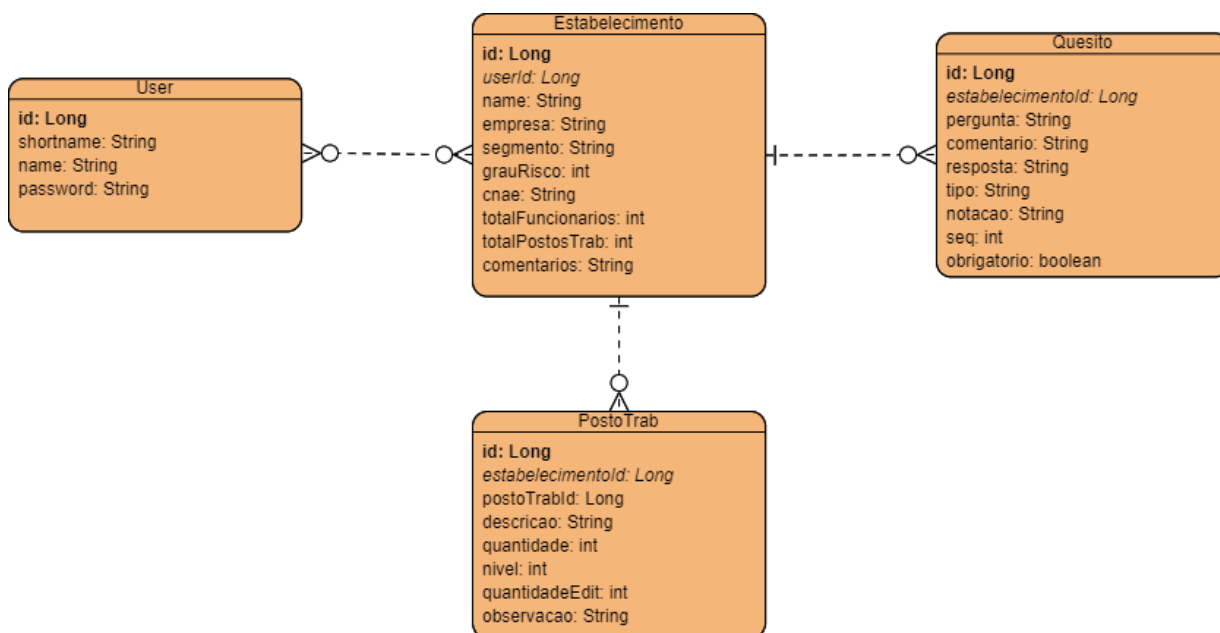 User
id: Long
shortname: String
name: String
password: String
Estabelecimento
id: Long
userId: Long
name: String
empresa: String
segmento: String
grauRisco: int
cnae: String
totalFuncionarios: int
totalPostosTrab: int
comentarios: String
Quesito
id: Long
estabelecimentoId: Long
pergunta: String
comentario: String
resposta: String
tipo: String
notacao: String
seq: int
obrigatorio: boolean
PostoTrab
id: Long
estabelecimentoId: Long
postoTrabId: Long
descricao: String
quantidade: int
nivel: int
quantidadeEdit: int
observacao: String